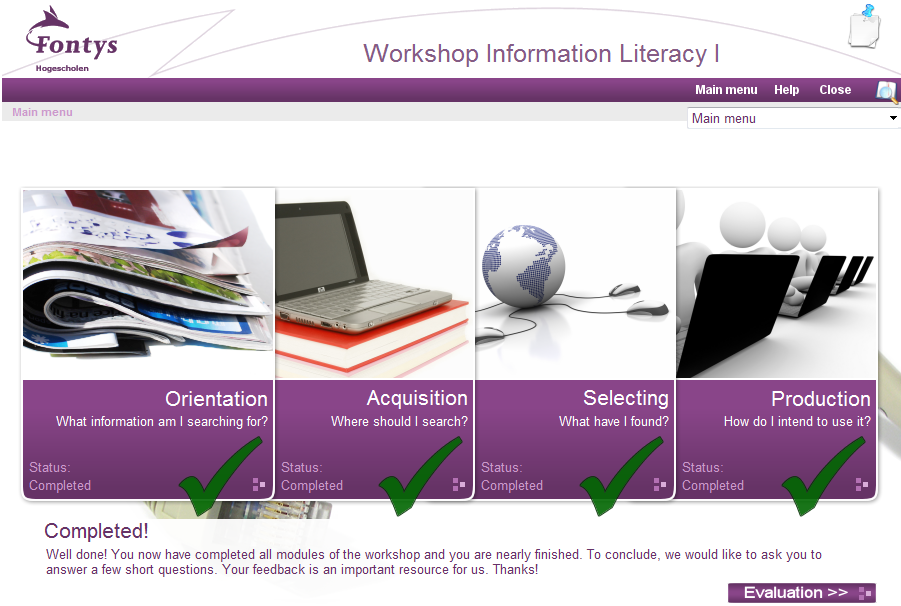 Fontys
Hogescholen
Workshop Information Literacy I
Main menu Help Close
Main menu
Main menu
Orientation
What information am I searching for?
Status:
Completed
Acquisition
Where should I search?
Status:
Completed
Selecting
What have I found?
Status:
Completed
Production
How do I intend to use it?
Status:
Completed
Completed!
Well done! You now have completed all modules of the workshop and you are nearly finished. To conclude, we would like to ask you to
answer a few short questions. Your feedback is an important resource for us. Thanks!
Evaluation >>